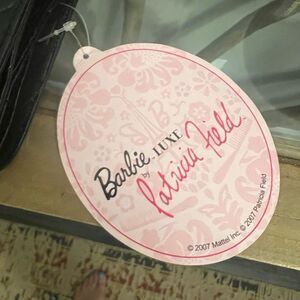 Barbie LUXE
by
Patricia Field
© 2007 Mattel Inc. © 2007 Patricia Field